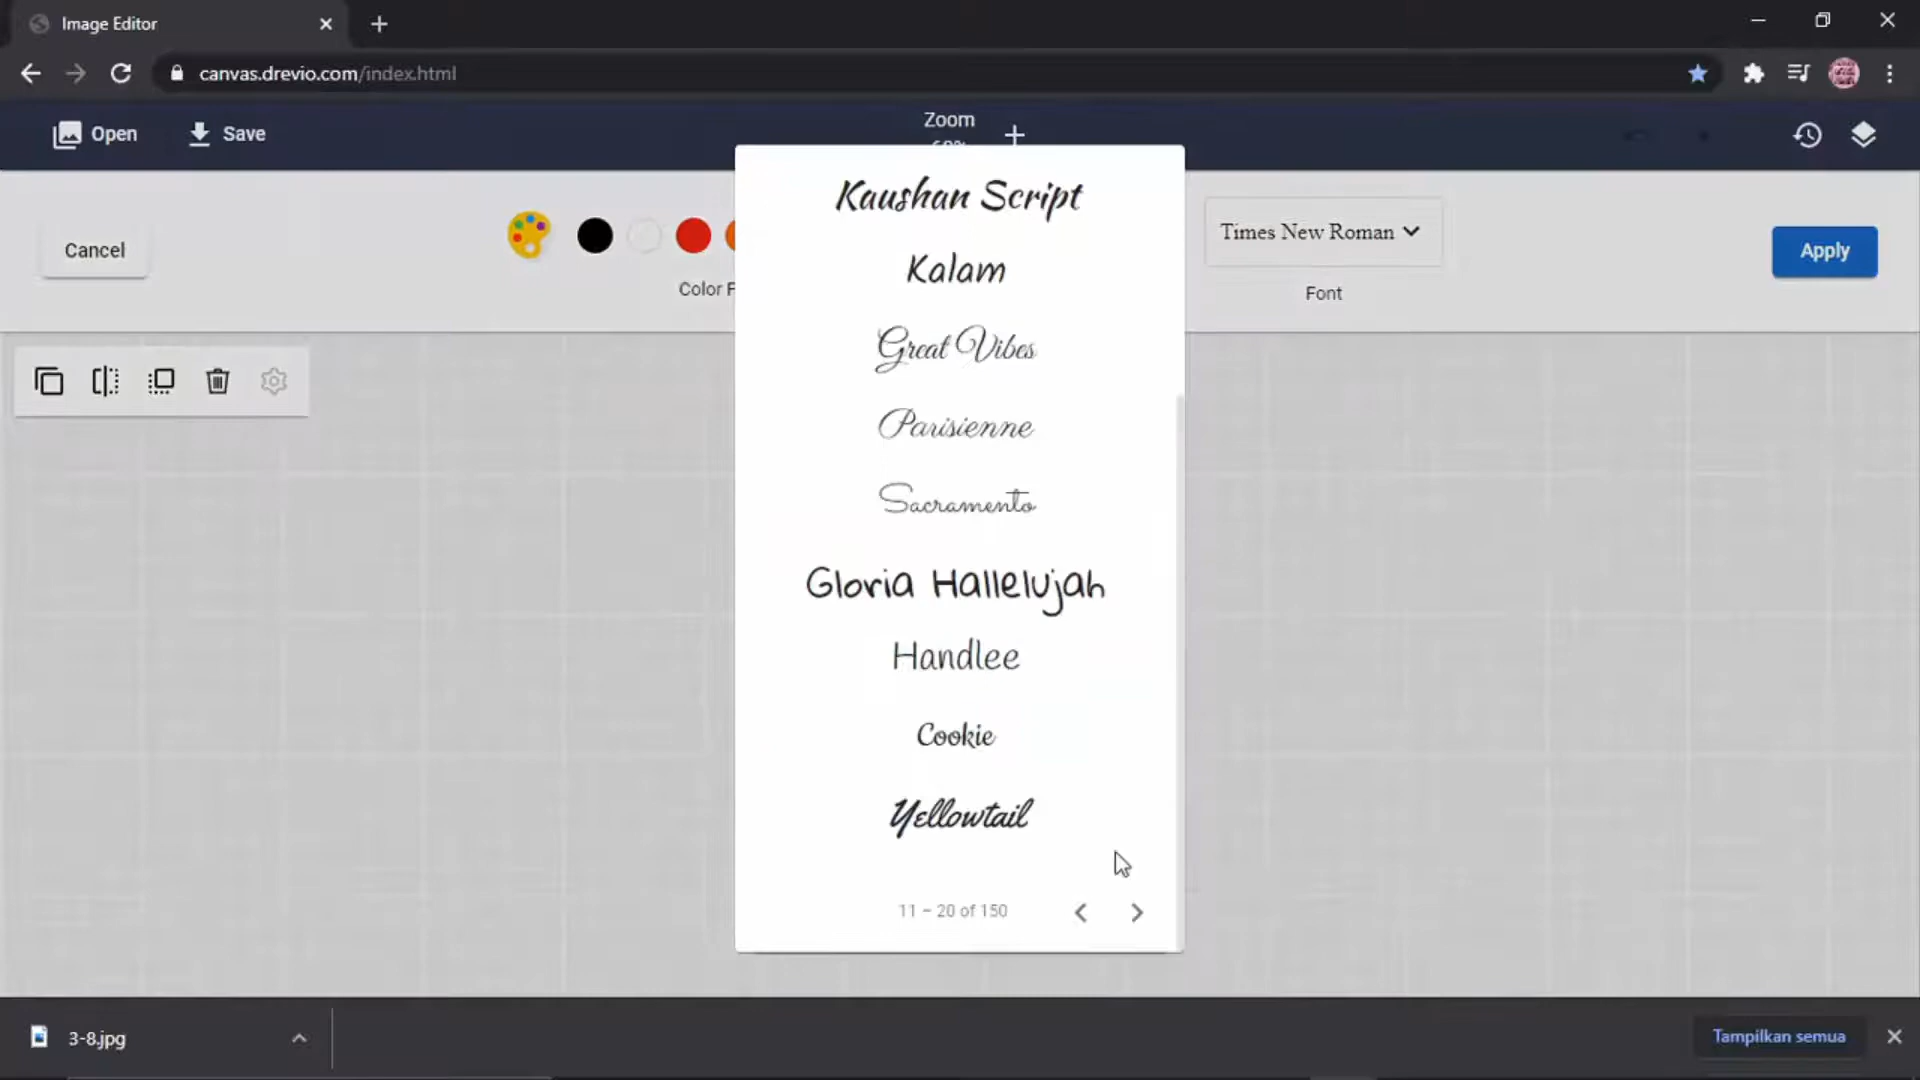 Image Editor
canvas.drevio.com/index.html
Open
Save
Zoom
Kaushan Script
Times New Roman
Cancel
Apply
Kalam
Color F
Font
Great Vibes
Parisienne
Sacramento
Gloria Hallelujah
Handlee
Cookie
Yellowtail
11 – 20 of 150
3-8.jpg
Tampilkan semua